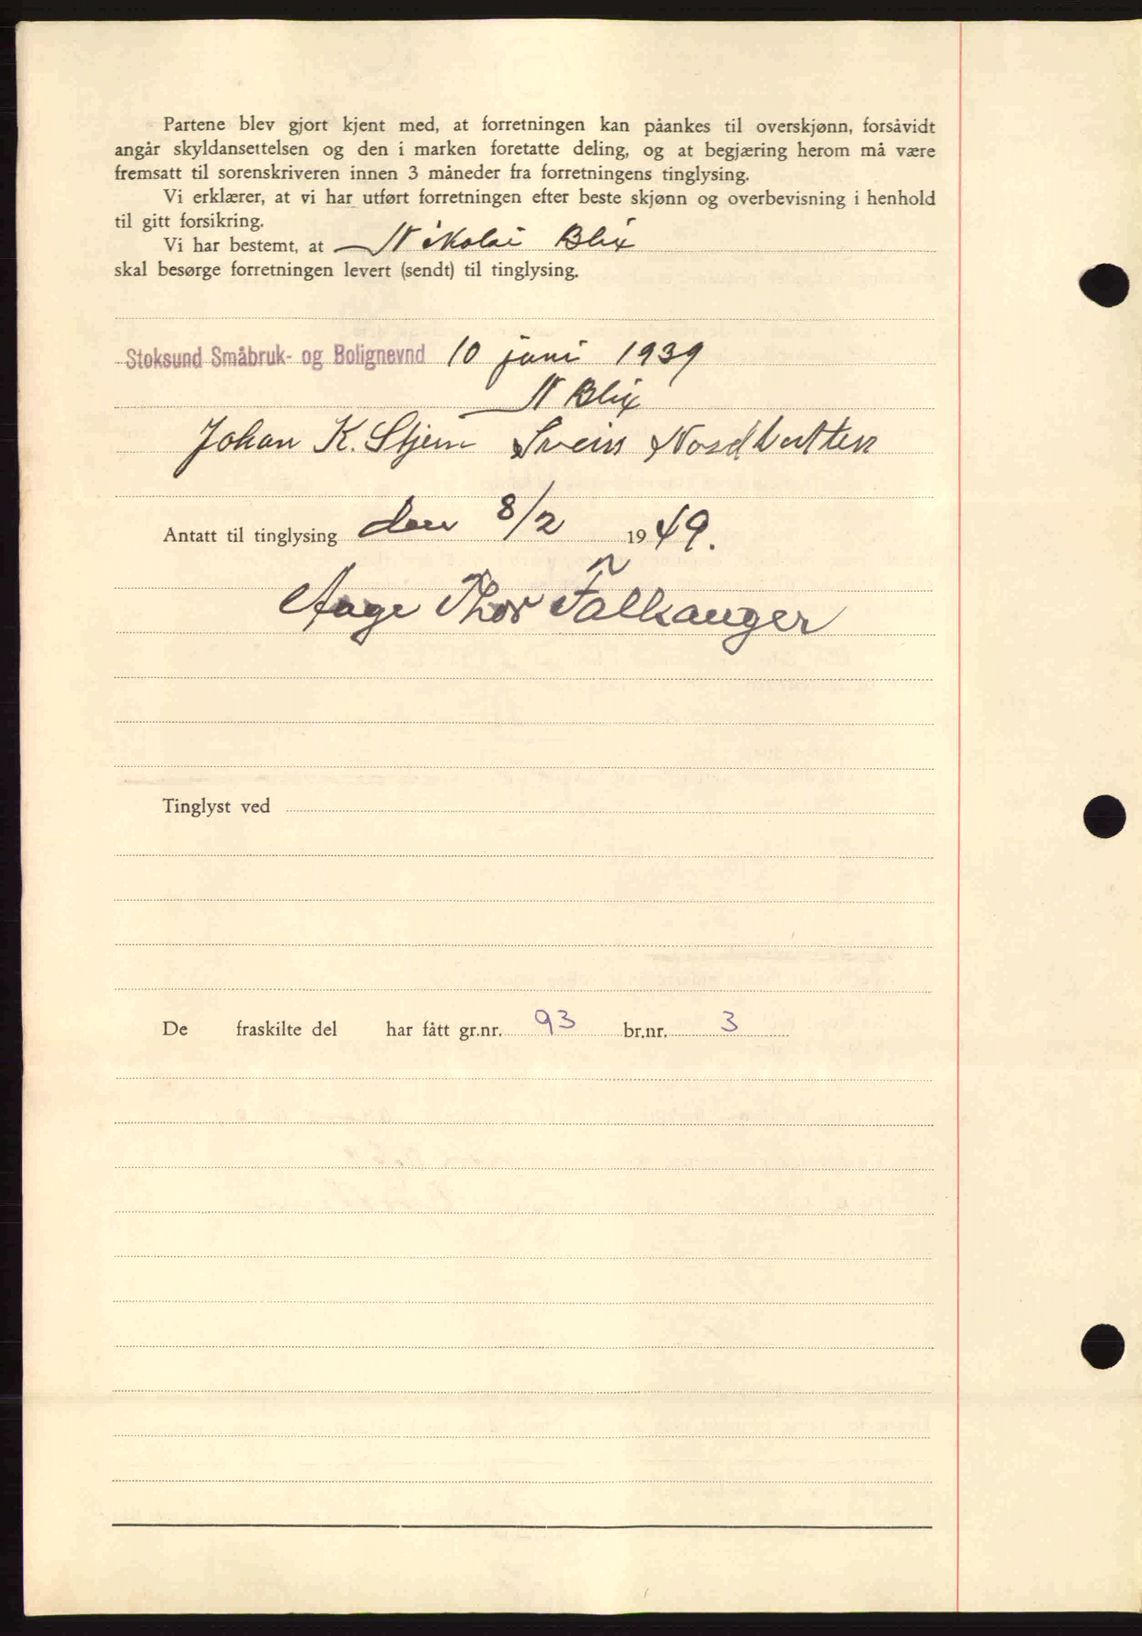 Partene blev gjort kjent med, at forretningen kan påankes til overskjønn, forsåvidt
angår skyldansettelsen og den i marken foretatte deling, og at begjæring herom må være
fremsatt til sorenskriveren innen 3 måneder fra forretningens tinglysing.
Vi erklærer, at vi har utført forretningen efter beste skjønn og overbevisning i henhold
til gitt forsikring.
Vi har bestemt, at Nikolai Blix
skal besørge forretningen levert (sendt) til tinglysing.
Stoksund Småbruk- og Bolignevnd 10 juni 1939
N Blix
Johan K. Stjern Svein
Antatt til tinglysing den 8/2 1949.
Aage Thor Falkanger
Tinglyst ved
De fraskilte del har fått gr.nr. 93 br.nr. 3